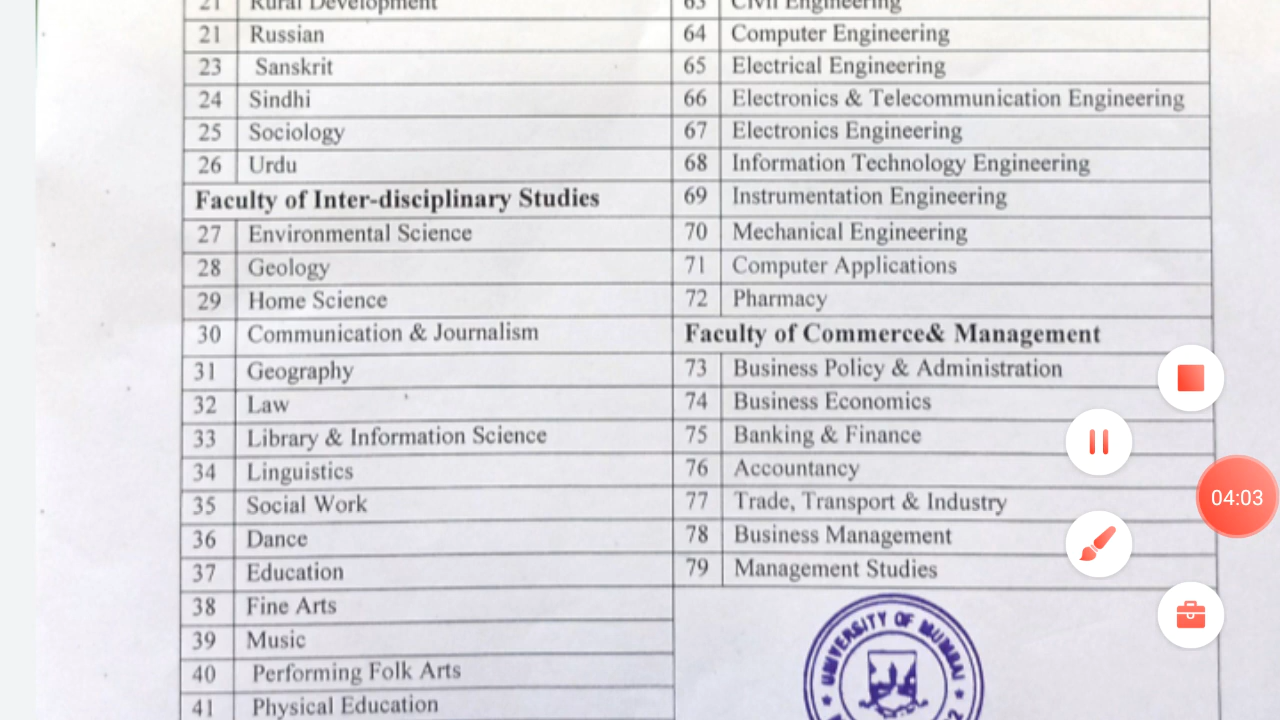 21 Rural Development
21 Russian
23 Sanskrit
24 Sindhi
25 Sociology
26 Urdu
Faculty of Inter-disciplinary Studies
27 Environmental Science
28 Geology
29 Home Science
30 Communication & Journalism
31 Geography
32 Law
33 Library & Information Science
34 Linguistics
35 Social Work
36 Dance
37 Education
38 Fine Arts
39 Music
40 Performing Folk Arts
41 Physical Education
63 Civil Engineering
64 Computer Engineering
65 Electrical Engineering
66 Electronics & Telecommunication Engineering
67 Electronics Engineering
68 Information Technology Engineering
69 Instrumentation Engineering
70 Mechanical Engineering
71 Computer Applications
72 Pharmacy
Faculty of Commerce& Management
73 Business Policy & Administration
74 Business Economics
75 Banking & Finance
76 Accountancy
77 Trade, Transport & Industry
78 Business Management
79 Management Studies
UNIVERSITY OF MUMBAI
04:03